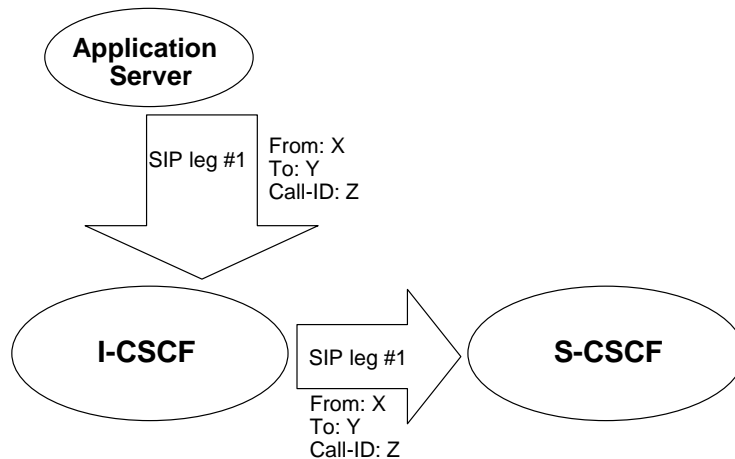 Application
Server
SIP leg #1
From: X
To: Y
Call-ID: Z
I-CSCF
SIP leg #1
S-CSCF
From: X
To: Y
Call-ID: Z